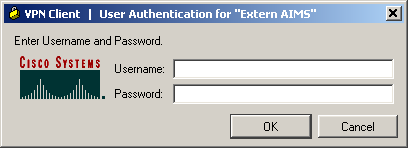 VPN Client | User Authentication for "Extern AIMS"
Enter Username and Password.
CISCO SYSTEMS
Username:
Password:
OK
Cancel